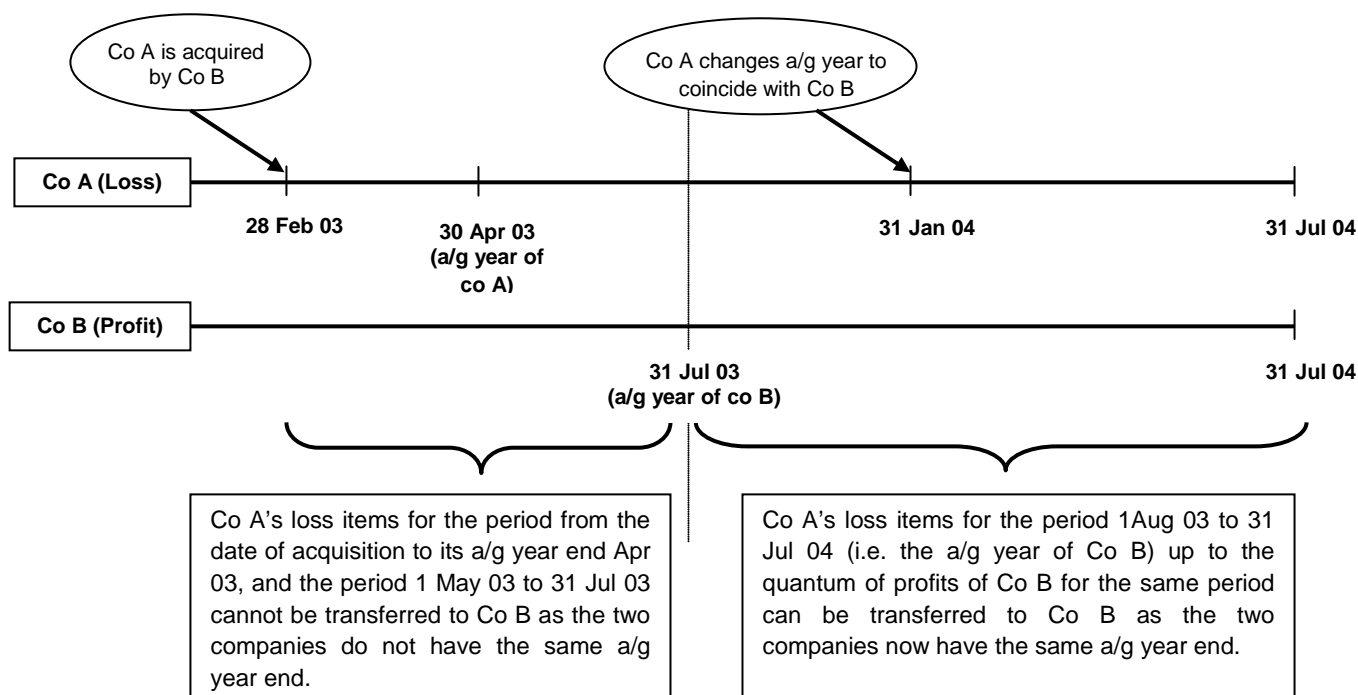 Co A is acquired
by Co B
Co A changes a/g year to
coincide with Co B
Co A (Loss)
28 Feb 03
30 Apr 03
(a/g year of
co A)
31 Jan 04
31 Jul 04
Co B (Profit)
31 Jul 03
(a/g year of co B)
31 Jul 04
Co A's loss items for the period from the
date of acquisition to its a/g year end Apr
03, and the period 1 May 03 to 31 Jul 03
cannot be transferred to Co B as the two
companies do not have the same a/g
year end.
Co A's loss items for the period 1Aug 03 to 31
Jul 04 (i.e. the a/g year of Co B) up to the
quantum of profits of Co B for the same period
can be transferred to Co B as the two
companies now have the same a/g year end.